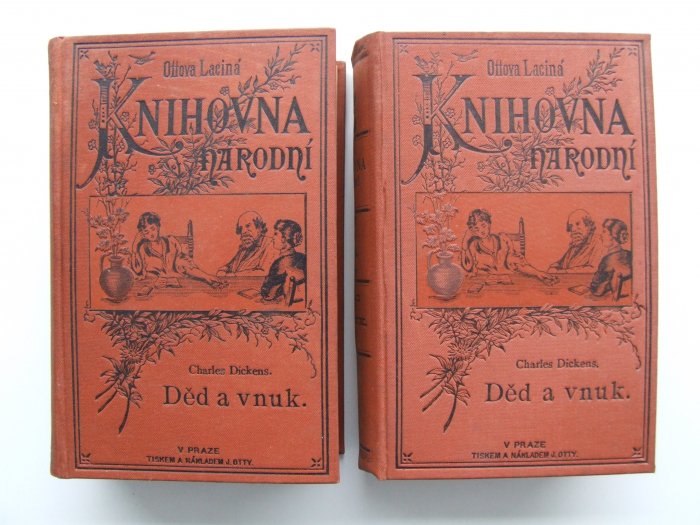 Ottova Laciná
KNIHOVNA
NÁRODNÍ
Charles Dickens.
Děd a vnuk.
V PRAZE
TISKEM A NÁKLADEM J. OTTY.
Ottova Laciná
KNIHOVNA
NÁRODNÍ
Charles Dickens.
Děd a vnuk.
V PRAZE
TISKEM A NÁKLADEM J. OTTY.